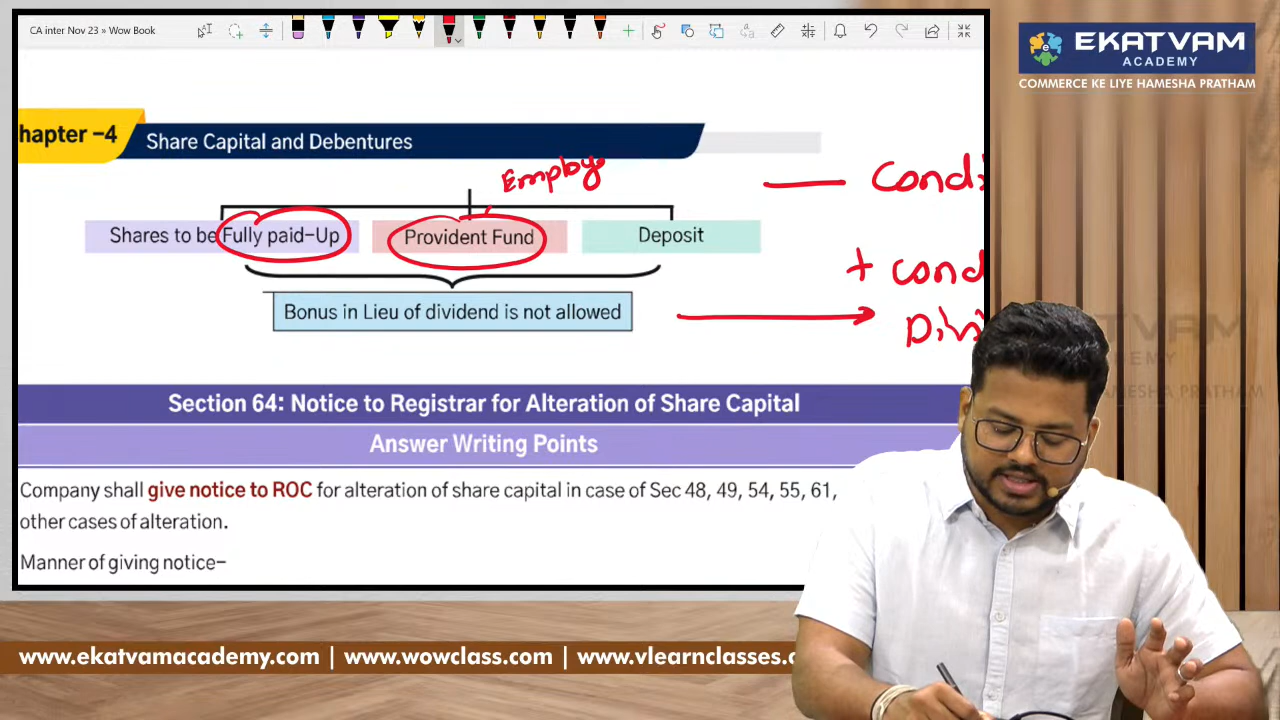 CA inter Nov 23 » Wow Book
EKATVAM
ACADEMY
COMMERCE KE LIYE HAMESHA PRATHAM
hapter –4
Share Capital and Debentures
Employ
Condi
Shares to be Fully paid-Up
Provident Fund
Deposit
+ cond
Bonus in Lieu of dividend is not allowed
Divi
Section 64: Notice to Registrar for Alteration of Share Capital
Answer Writing Points
Company shall give notice to ROC for alteration of share capital in case of Sec 48, 49, 54, 55, 61,
other cases of alteration.
Manner of giving notice–
www.ekatvamacademy.com | www.wowclass.com | www.vlearnclasses.c